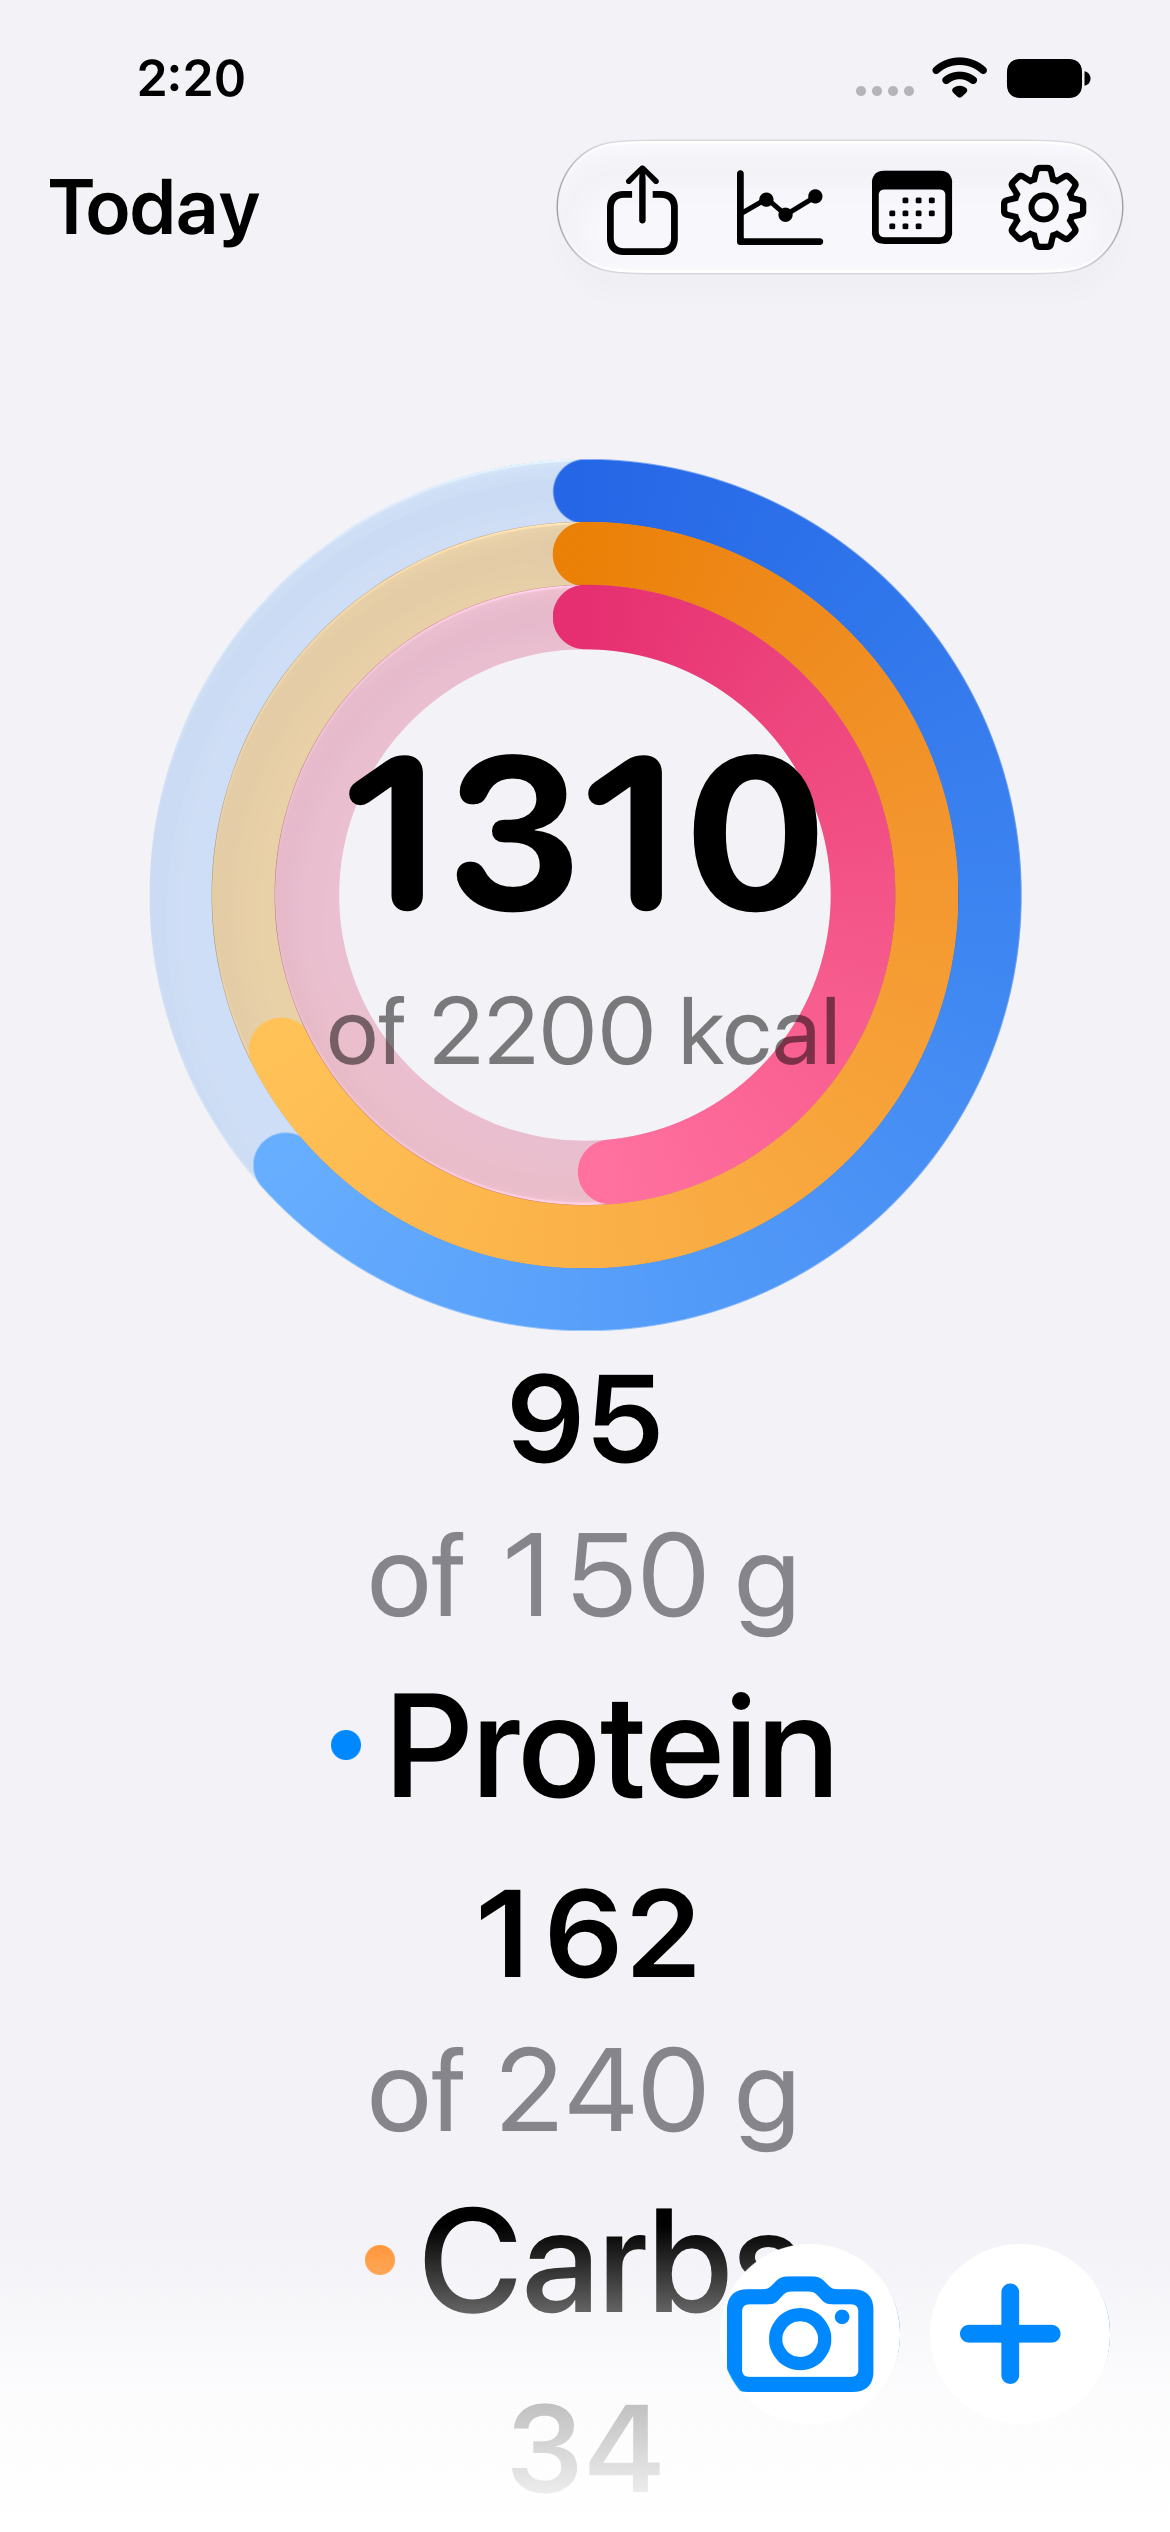 2:20
Today
1310
of 2200 kcal
95
of 150 g
Protein
162
of 240 g
Carbs
34